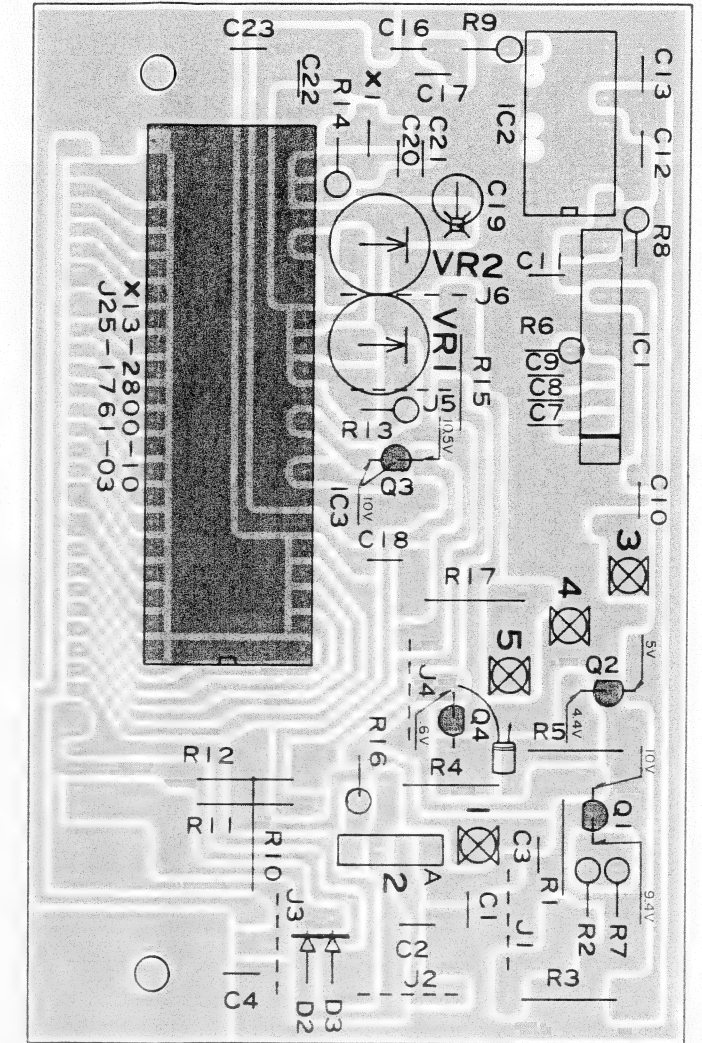 C23
C16
R9
C22
R14
X1
C17
C21
C20
IC2
C13
C12
C19
R8
VR2
C11
J6
VR1
R6
IC1
C9
C8
C7
R15
J5
R13
10.5V
X13-2800-10
J25-1761-03
Q3
IC3
10V
C10
C18
3
R17
4
5
5V
Q2
J4
Q4
.6V
4.4V
R5
R12
R16
R4
10V
Q1
R11
1
R10
C3
R1
2
A
9.4V
J3
C1
J1
R2
R7
C2
J2
R3
C4
D2
D3